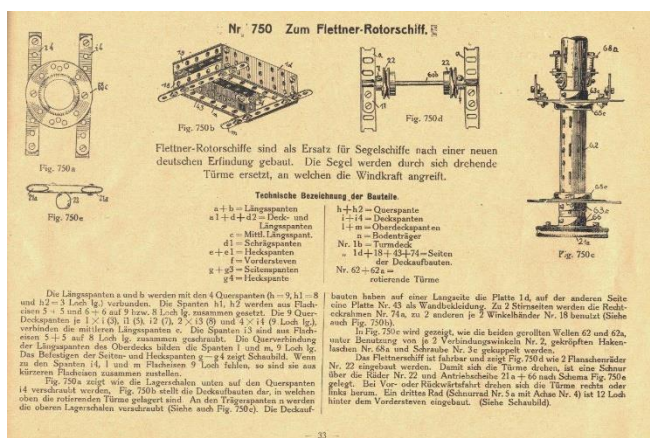 Nr. 750 Zum Flettner-Rotorschiff.
Fig. 750a
Fig. 750b
Fig. 750d
Fig. 750e
Fig. 750c
Flettner-Rotorschiffe sind als Ersatz für Segelschiffe nach einer neuen
deutschen Erfindung gebaut. Die Segel werden durch sich drehende
Türme ersetzt, an welchen die Windkraft angreift.
Technische Bezeichnung der Bauteile.
a+b = Längsspanten
a1+d+d2 = Deck- und
Längsspanten
c = Mittl. Längsspant.
d1 = Schrägspanten
e+e1 = Heckspanten
f = Vordersteven
g+g3 = Seitenspanten
g4 = Heckspant
h+h2 = Querspante
i+i4 = Deckspanten
l+m = Oberdeckspanten
n = Bodenträger
Nr. 1b = Turmdeck
„ 1d+18+43+74 = Seiten
der Deckaufbauten.
Nr. 62+62a =
rotierende Türme
Die Längsspanten a und b werden mit den 4 Querspanten (h = 9, h1 = 8
und h2 = 3 Loch lg.) verbunden. Die Spanten h1, h2 werden aus Flach-
eisen 5+5 und 6+6 auf 9 bzw. 8 Loch lg. zusammen gesetzt. Die 9 Quer-
Deckspanten je 1×i (3), i1 (5), i2 (7), 2×i3 (8) und 4×i4 (9 Loch lg.),
verbinden die mittleren Längsspanten c. Die Spanten i3 sind aus Flach-
eisen 5+5 auf 8 Loch lg. zusammen geschraubt. Die Querverbindung
der Längsspanten des Oberdecks bilden die Spanten l und m, 9 Loch lg.
Das Befestigen der Seiten- und Heckspanten g—g4 zeigt Schaubild. Wenn
zu den Spanten i4, l und m Flacheisen 9 Loch fehlen, so sind sie aus
kürzeren Flacheisen zusammen zustellen.
Fig. 750a zeigt wie die Lagerschalen unten auf den Querspanten
i4 verschraubt werden. Fig. 750b stellt die Deckaufbauten dar, in welchen
oben die rotierenden Türme gelagert sind. An den Trägerspanten n werden
die oberen Lagerschalen verschraubt (Siehe auch Fig. 750c). Die Deckauf-
bauten haben auf einer Langseite die Platte 1d, auf der anderen Seite
eine Platte Nr. 43 als Wandbekleidung. Zu 2 Stirnseiten werden die Recht-
eckrahmen Nr. 74a, zu 2 anderen je 2 Winkelhänder Nr. 18 benutzt (Siehe
auch Fig. 750b).
In Fig. 750c wird gezeigt, wie die beiden gerollten Wellen 62 und 62a,
unter Benutzung von je 2 Verbindungswinkeln Nr. 2, gekröpften Haken-
laschen Nr. 68a und Schraube Nr. 3e gekuppelt werden.
Das Flettnerschiff ist fahrbar und zeigt Fig. 750d wie 2 Flanschenräder
Nr. 22 eingebaut werden. Damit sich die Türme drehen, ist eine Schnur
über die Räder Nr. 22 und Antriebscheibe 21a+66 nach Schema Fig. 750e
gelegt. Bei Vor- oder Rückwärtsfahrt drehen sich die Türme rechts oder
links herum. Ein drittes Rad (Schnurrad Nr. 5a mit Achse Nr. 4) ist 12 Loch
hinter dem Vordersteven eingebaut. (Siehe Schaubild).
— 33 —